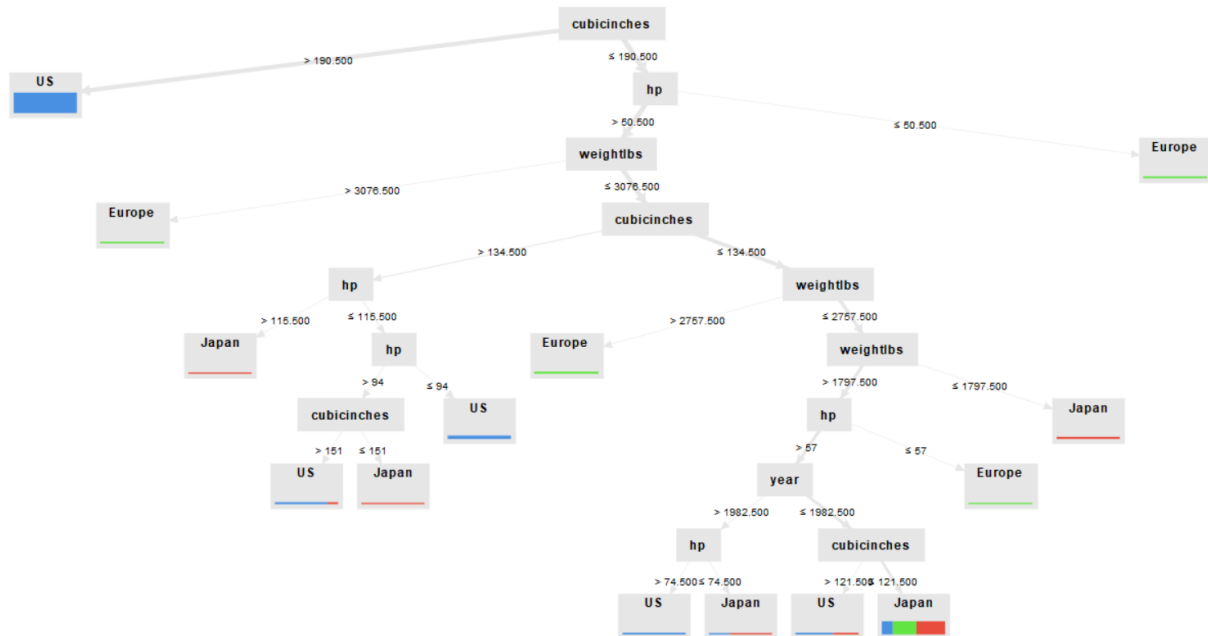 cubicinches
> 190.500
≤ 190.500
US
hp
> 50.500
≤ 50.500
weightlbs
Europe
> 3076.500
≤ 3076.500
Europe
cubicinches
> 134.500
≤ 134.500
hp
weightlbs
> 115.500
≤ 115.500
> 2757.500
≤ 2757.500
Japan
hp
Europe
weightlbs
> 94
≤ 94
> 1797.500
≤ 1797.500
cubicinches
US
hp
Japan
> 151
≤ 151
> 57
≤ 57
US
Japan
year
Europe
> 1982.500
≤ 1982.500
hp
cubicinches
> 74.500
≤ 74.500
> 121.500
≤ 121.500
US
Japan
US
Japan